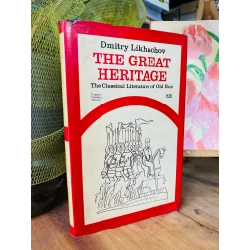 Dmitry Likhachov
THE GREAT
HERITAGE
The Classical Literature of Old Rus